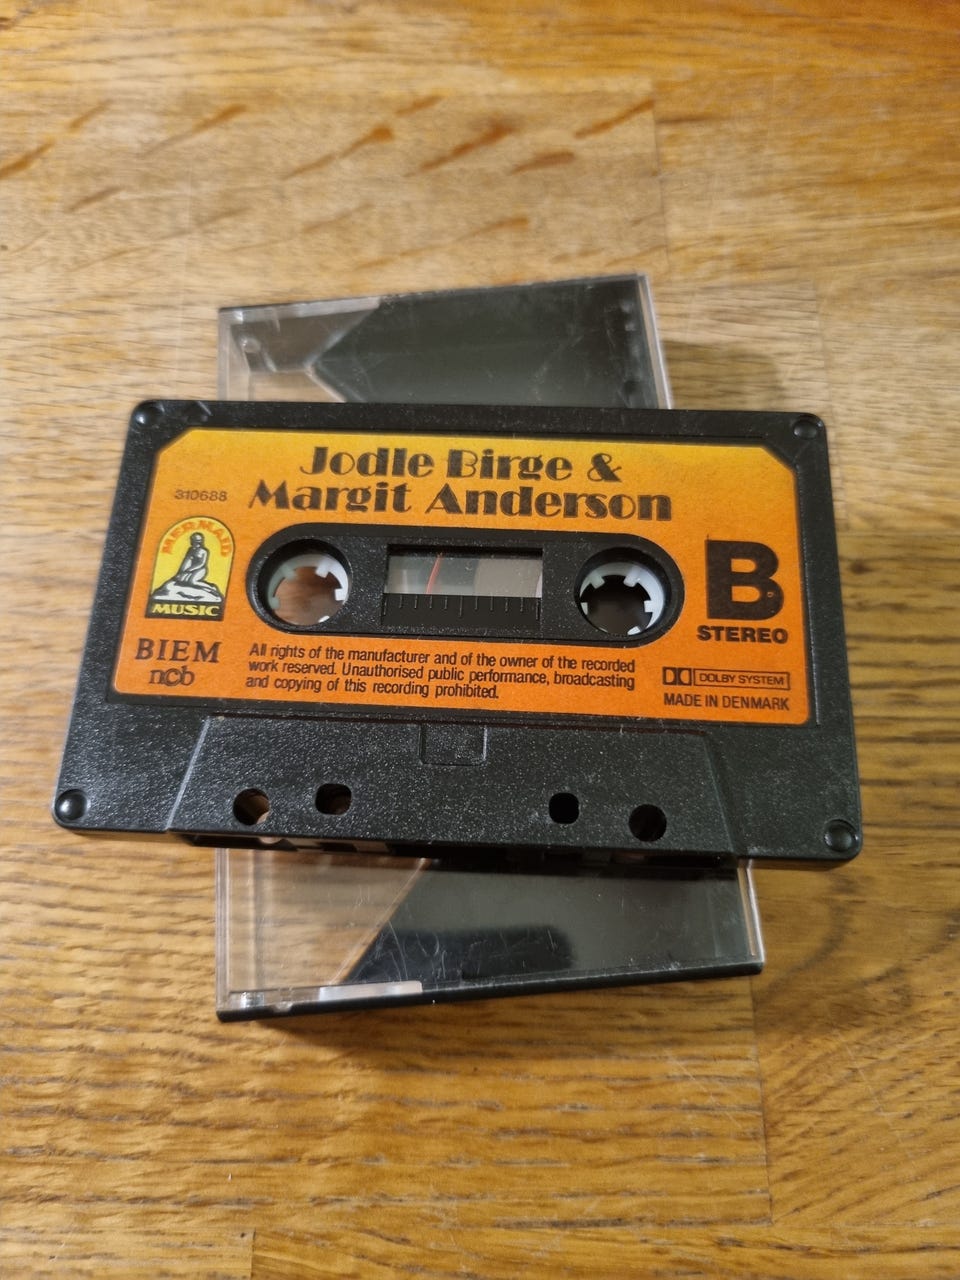 Jodle Birge &
Margit Anderson
310688
MERMAID
MUSIC
B
STEREO
BIEM
ncb
All rights of the manufacturer and of the owner of the recorded
work reserved. Unauthorised public performance, broadcasting
and copying of this recording prohibited.
DOLBY SYSTEM
MADE IN DENMARK